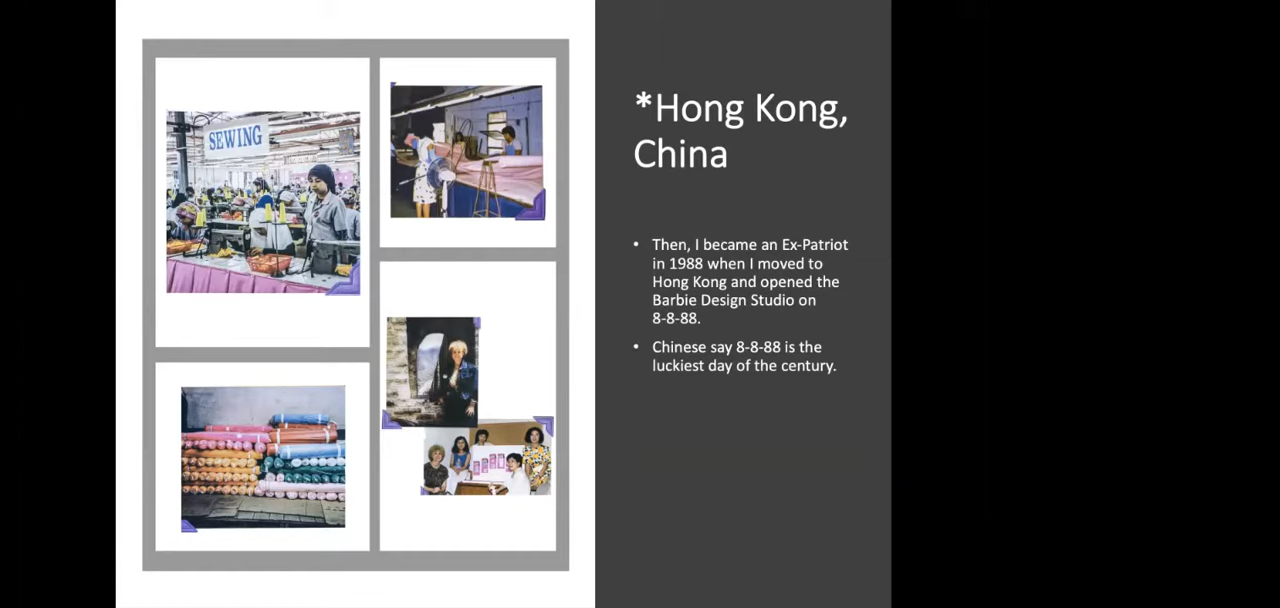 SEWING
*Hong Kong,
China
• Then, I became an Ex-Patriot
in 1988 when I moved to
Hong Kong and opened the
Barbie Design Studio on
8-8-88.
• Chinese say 8-8-88 is the
luckiest day of the century.